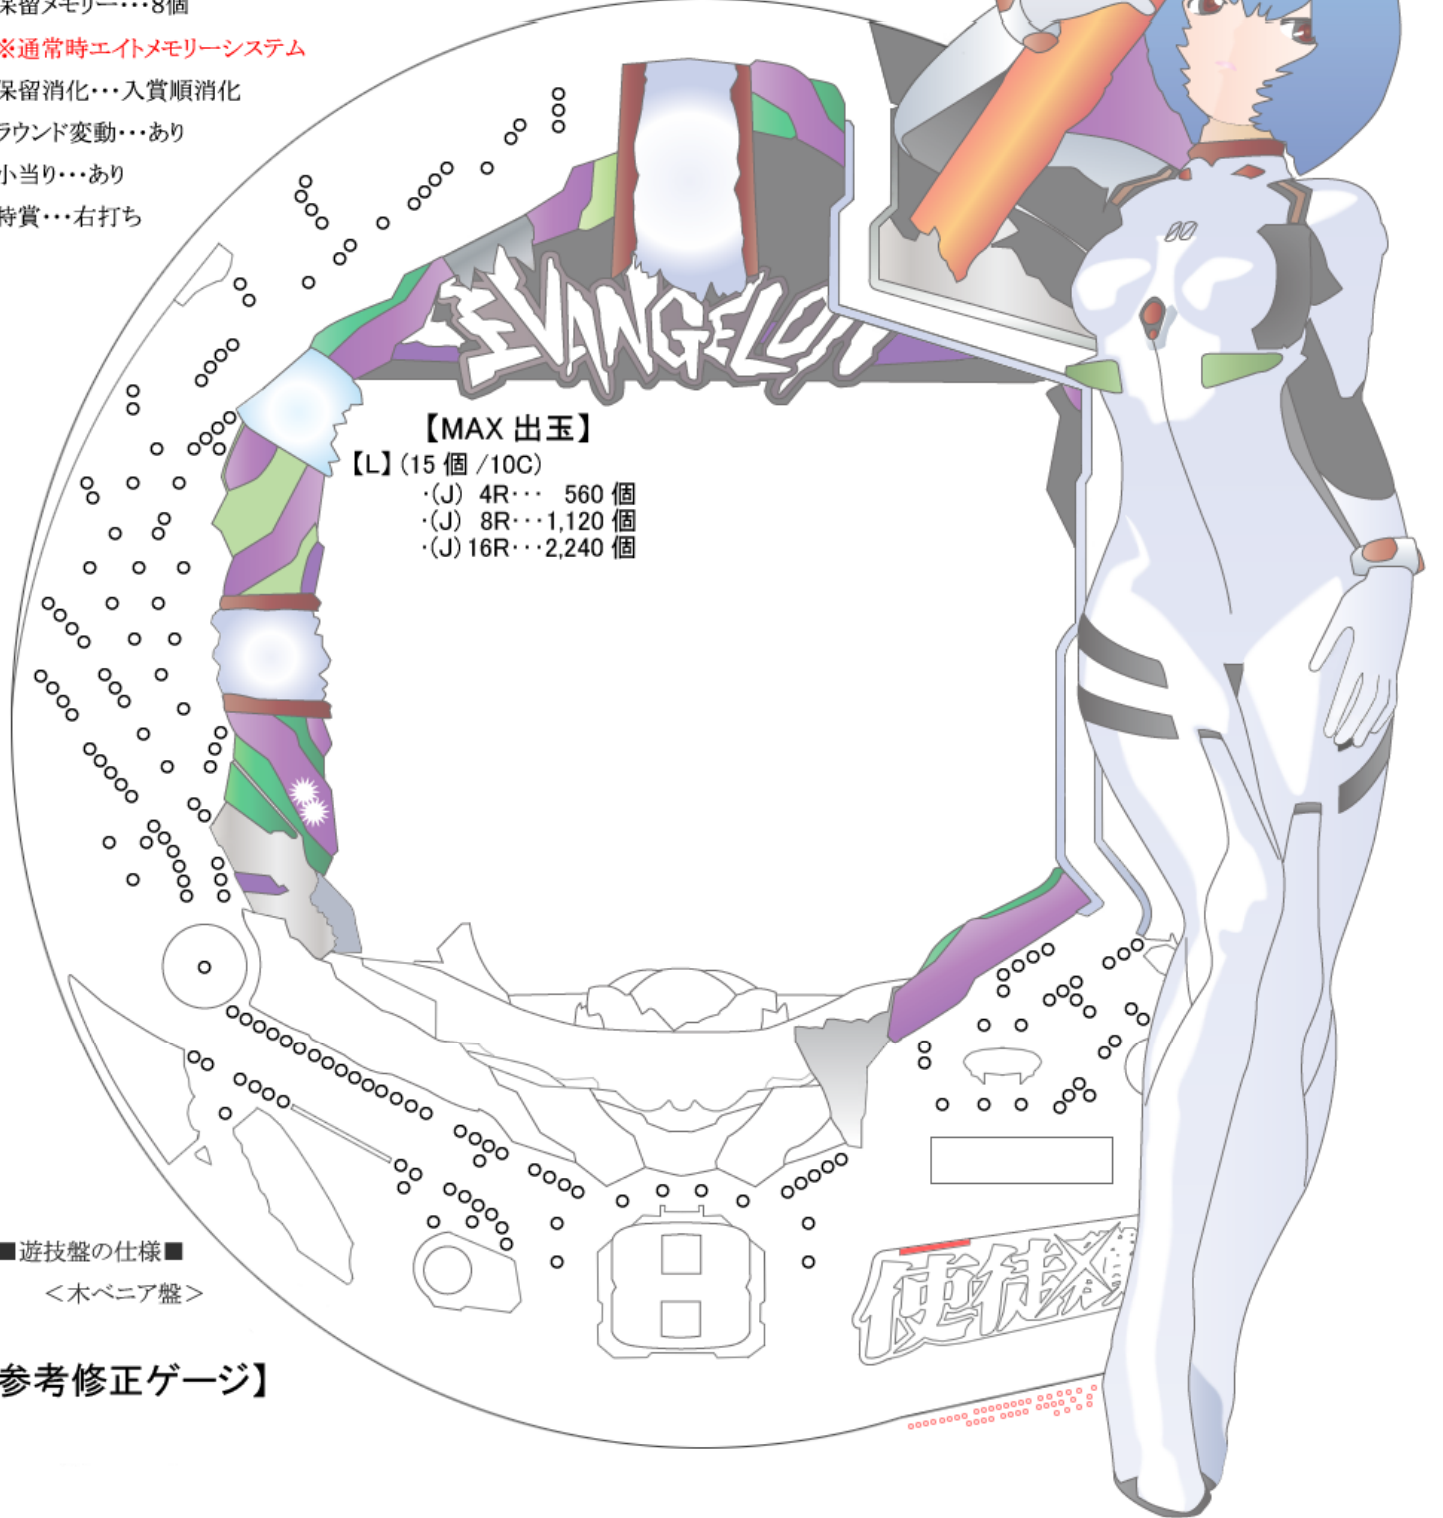 保留メモリー･･･8個
※通常時エイトメモリーシステム
保留消化･･･入賞順消化
ラウンド変動･･･あり
小当り･･･あり
特賞･･･右打ち
EVANGELION
【MAX 出玉】
【L】(15 個 /10C)
･(J) 4R･･･ 560 個
･(J) 8R･･･1,120 個
･(J) 16R･･･2,240 個
■遊技盤の仕様■
＜木ベニア盤＞
参考修正ゲージ】
使徒